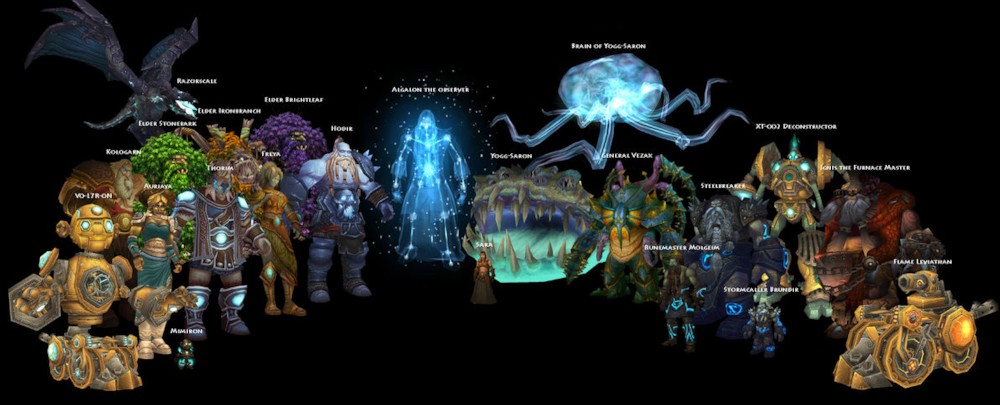 Brain of Yogg-Saron
Razorscale
Algalon the Observer
Elder Brightleaf
Elder Ironbranch
Elder Stonebark
Hodir
XT-002 Deconstructor
Kologarn
Freya
Yogg-Saron
General Vezax
Thorim
Ignis the Furnace Master
Auriaya
Steelbreaker
V0-L7R-ON
Sara
Runemaster Molgeim
Flame Leviathan
Stormcaller Brundir
Mimiron